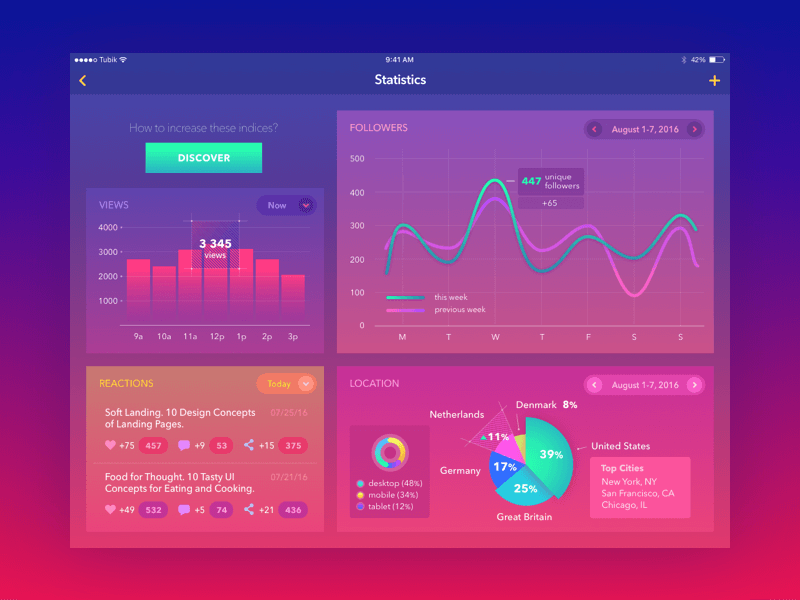 Tubik
9:41 AM
42%
Statistics
How to increase these indices?
DISCOVER
VIEWS
Now
4000
3000
2000
1000
3 345
views
9a 10a 11a 12p 1p 2p 3p
FOLLOWERS
August 1-7, 2016
500
400
300
200
100
0
447 unique
followers
+65
this week
previous week
M T W T F S S
REACTIONS
Today
Soft Landing. 10 Design Concepts 07/25/16
of Landing Pages.
+75 457 +9 53 +15 375
Food for Thought. 10 Tasty UI 07/21/16
Concepts for Eating and Cooking.
+49 532 +5 74 +21 436
LOCATION
August 1-7, 2016
desktop (48%)
mobile (34%)
tablet (12%)
Denmark 8%
Netherlands
11%
United States
39%
Germany
17%
25%
Great Britain
Top Cities
New York, NY
San Francisco, CA
Chicago, IL